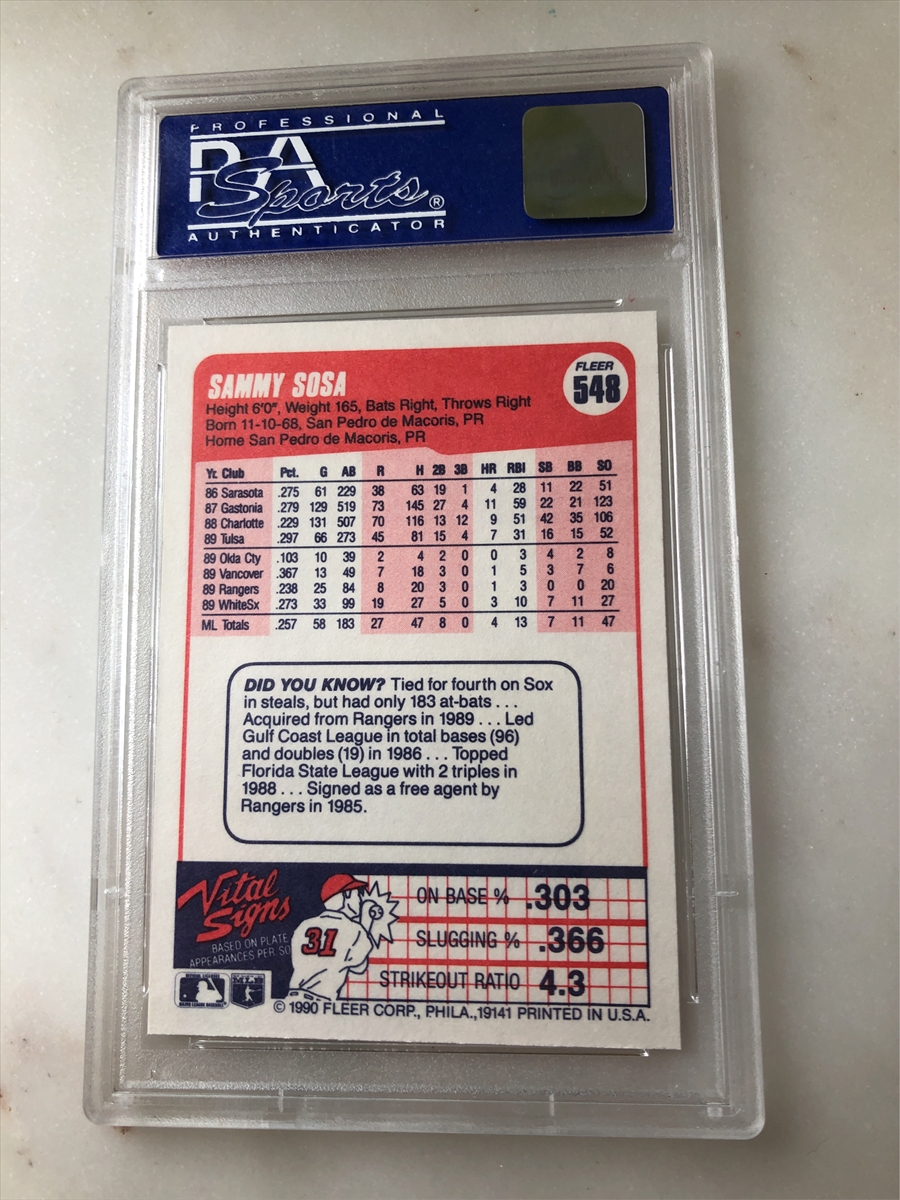 PROFESSIONAL
PSA
Sports®
AUTHENTICATOR
SAMMY SOSA
FLEER
548
Height 6'0", Weight 165, Bats Right, Throws Right
Born 11-10-68, San Pedro de Macoris, PR
Home San Pedro de Macoris, PR
Yr. Club Pct. G AB R H 2B 3B HR RBI SB BB SO
86 Sarasota .275 61 229 38 63 19 1 4 28 11 22 51
87 Gastonia .279 129 519 73 145 27 4 11 59 22 21 123
88 Charlotte .229 131 507 70 116 13 12 9 51 42 35 106
89 Tulsa .297 66 273 45 81 15 4 7 31 16 15 52
89 Okla Cty .103 10 39 2 4 2 0 0 3 4 2 8
89 Vancover .367 13 49 7 18 3 0 1 5 3 7 6
89 Rangers .238 25 84 8 20 3 0 1 3 0 0 20
89 WhiteSx .273 33 99 19 27 5 0 3 10 7 11 27
ML Totals .257 58 183 27 47 8 0 4 13 7 11 47
DID YOU KNOW? Tied for fourth on Sox
in steals, but had only 183 at-bats . . .
Acquired from Rangers in 1989 . . . Led
Gulf Coast League in total bases (96)
and doubles (19) in 1986 . . . Topped
Florida State League with 2 triples in
1988 . . . Signed as a free agent by
Rangers in 1985.
Vital
Signs
BASED ON PLATE
APPEARANCES PER SO
31
ON BASE % .303
SLUGGING % .366
STRIKEOUT RATIO 4.3
MLB
© 1990 FLEER CORP., PHILA.,19141 PRINTED IN U.S.A.